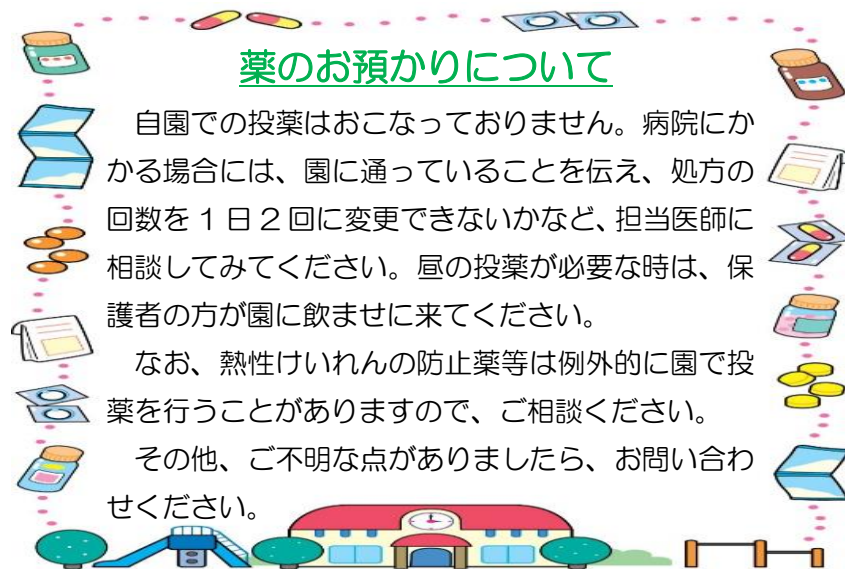 薬のお預かりについて
　自園での投薬はおこなっておりません。病院にか
かる場合には、園に通っていることを伝え、処方の
回数を１日２回に変更できないかなど、担当医師に
相談してみてください。昼の投薬が必要な時は、保
護者の方が園に飲ませに来てください。
　なお、熱性けいれんの防止薬等は例外的に園で投
薬を行うことがありますので、ご相談ください。
　その他、ご不明な点がありましたら、お問い合わ
せください。